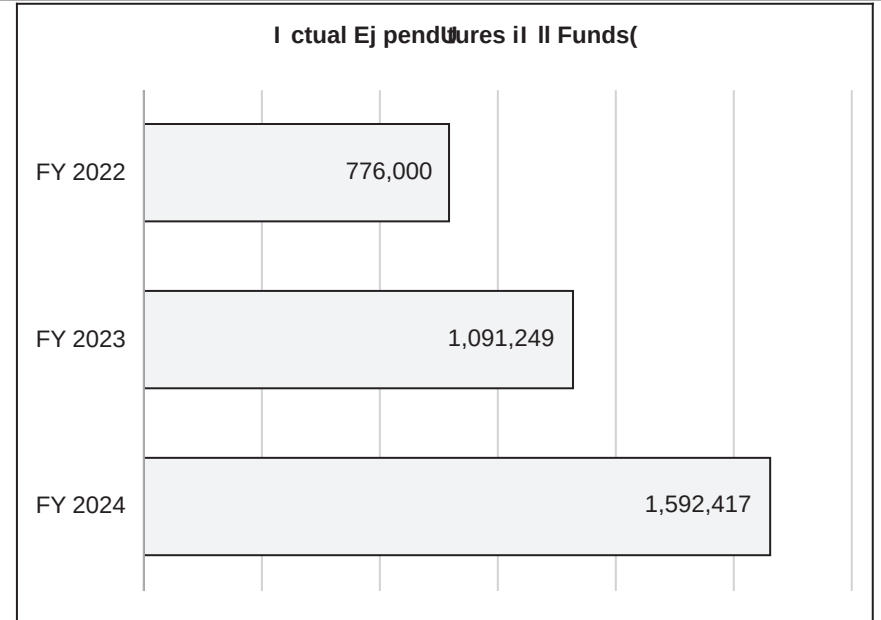 I ctual Ej pendUtures iI ll Funds(
FY 2022
776,000
FY 2023
1,091,249
FY 2024
1,592,417